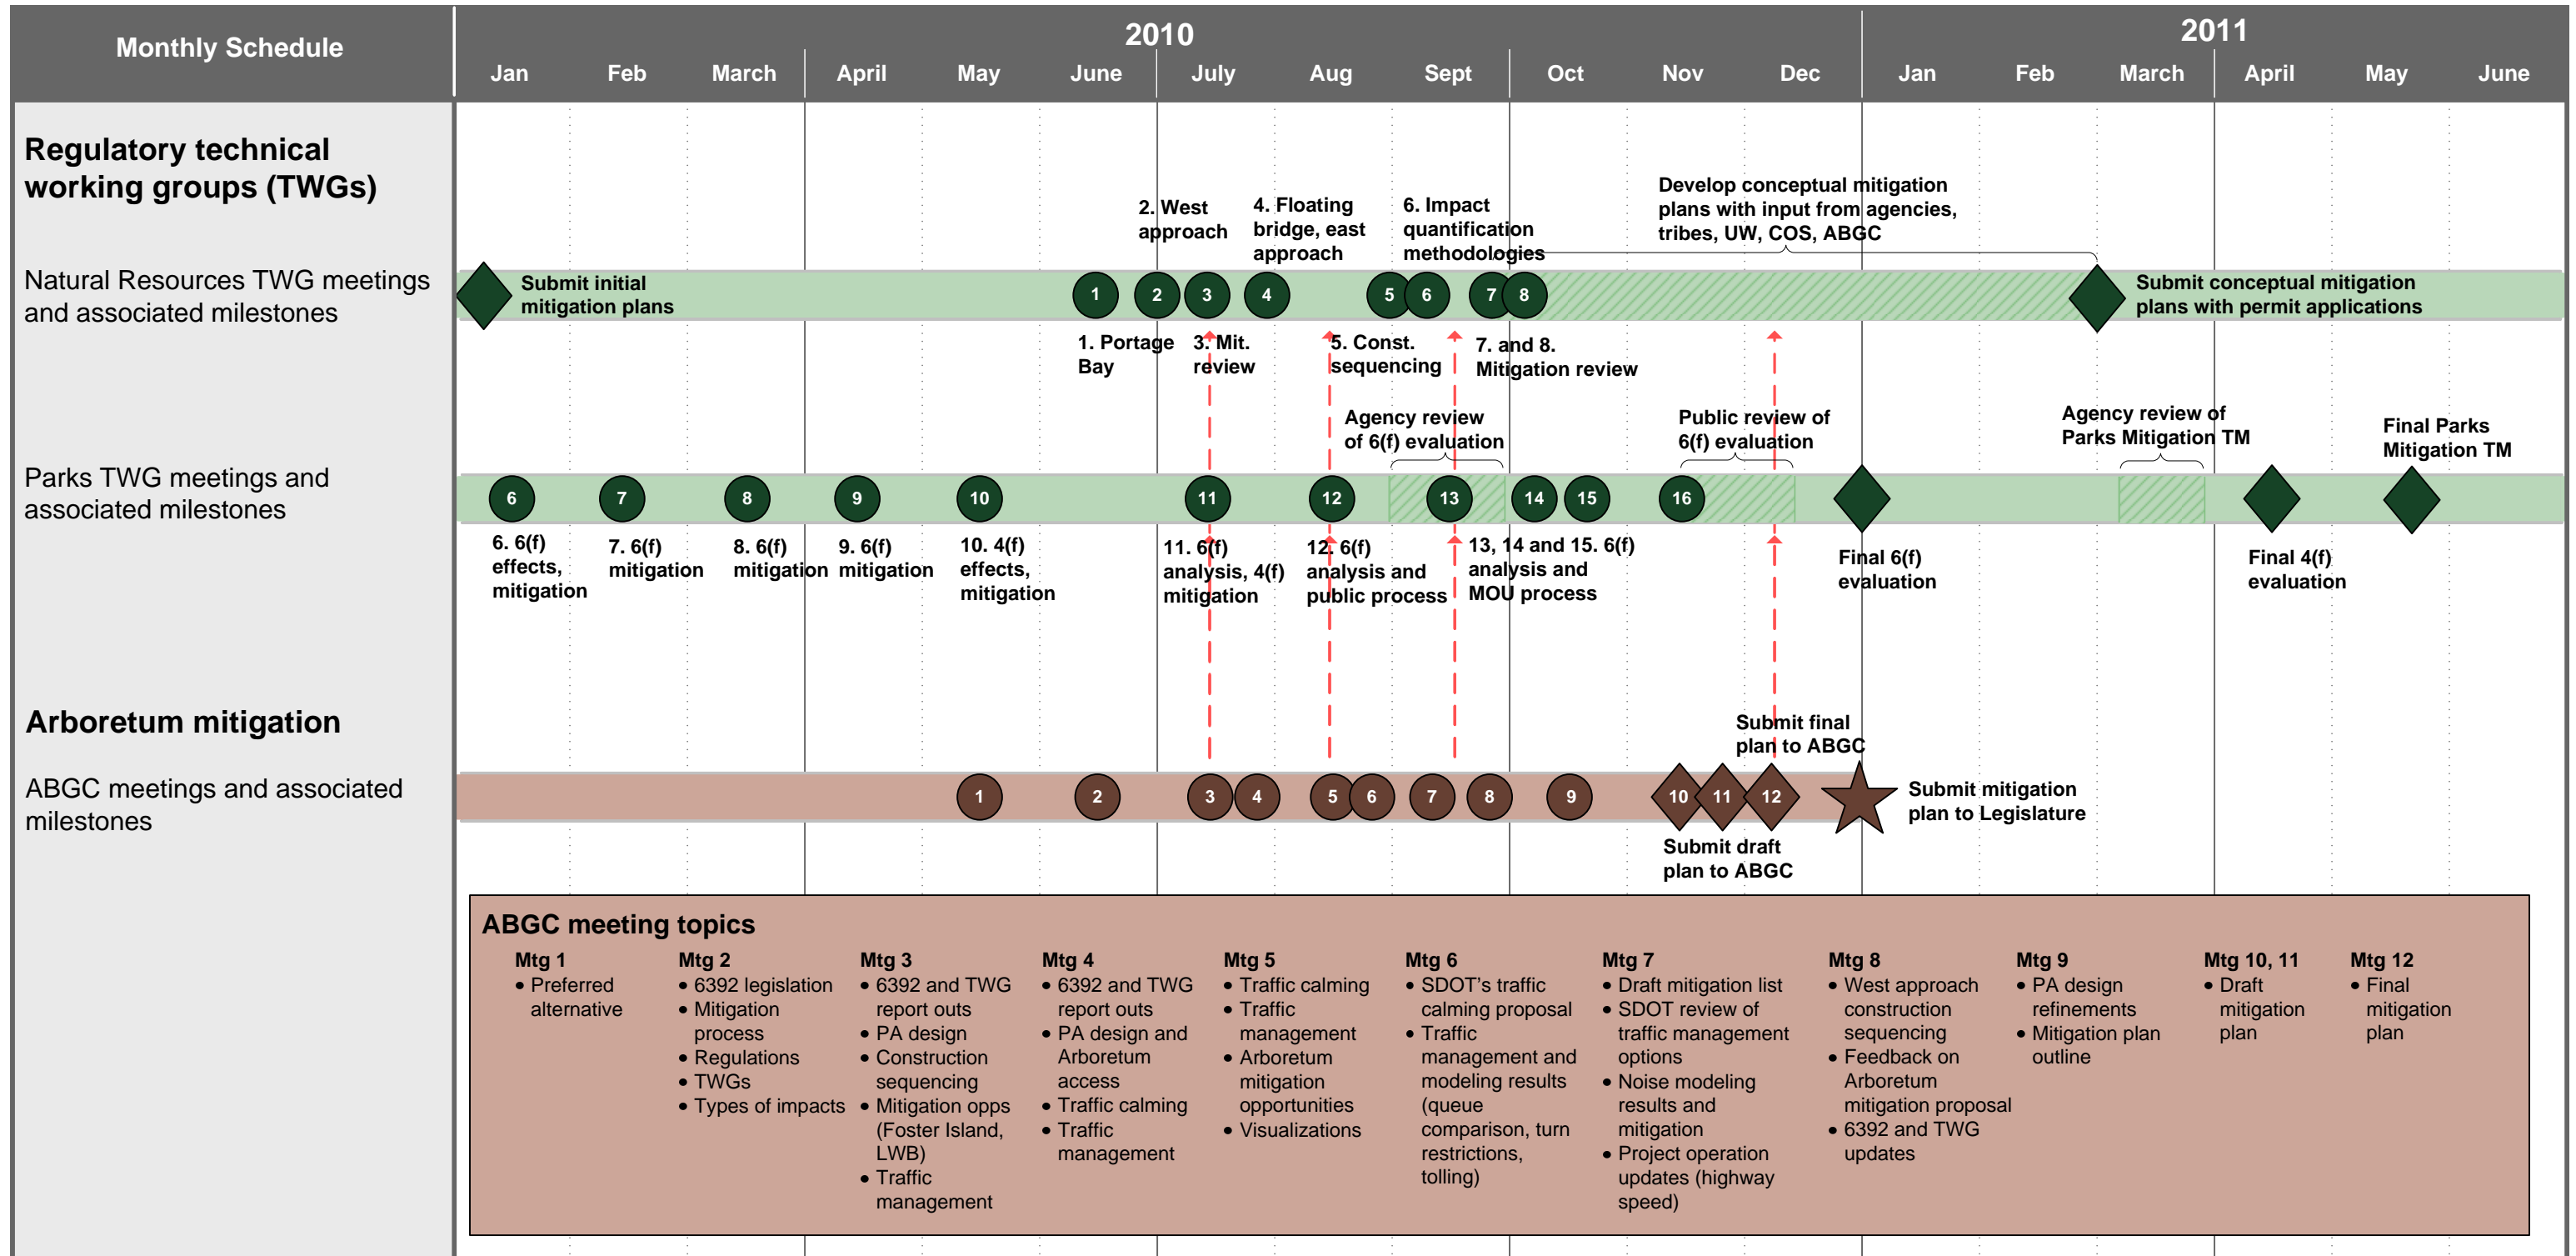 Monthly Schedule
2010
2011
Jan Feb March April May June July Aug Sept Oct Nov Dec Jan Feb March April May June
Regulatory technical
working groups (TWGs)
Natural Resources TWG meetings
and associated milestones
Submit initial
mitigation plans
2. West
approach
4. Floating
bridge, east
approach
6. Impact
quantification
methodologies
Develop conceptual mitigation
plans with input from agencies,
tribes, UW, COS, ABGC
1 2 3 4 5 6 7 8
Submit conceptual mitigation
plans with permit applications
1. Portage
Bay
3. Mit.
review
5. Const.
sequencing
7. and 8.
Mitigation review
Parks TWG meetings and
associated milestones
Agency review
of 6(f) evaluation
Public review of
6(f) evaluation
Agency review of
Parks Mitigation TM
Final Parks
Mitigation TM
6 7 8 9 10 11 12 13 14 15 16
6. 6(f)
effects,
mitigation
7. 6(f)
mitigation
8. 6(f)
mitigation
9. 6(f)
mitigation
10. 4(f)
effects,
mitigation
11. 6(f)
analysis, 4(f)
mitigation
12. 6(f)
analysis and
public process
13, 14 and 15. 6(f)
analysis and
MOU process
Final 6(f)
evaluation
Final 4(f)
evaluation
Arboretum mitigation
ABGC meetings and associated
milestones
Submit final
plan to ABGC
1 2 3 4 5 6 7 8 9 10 11 12
Submit mitigation
plan to Legislature
Submit draft
plan to ABGC
ABGC meeting topics
Mtg 1
• Preferred
alternative
Mtg 2
• 6392 legislation
• Mitigation
process
• Regulations
• TWGs
• Types of impacts
Mtg 3
• 6392 and TWG
report outs
• PA design
• Construction
sequencing
• Mitigation opps
(Foster Island,
LWB)
• Traffic
management
Mtg 4
• 6392 and TWG
report outs
• PA design and
Arboretum
access
• Traffic calming
• Traffic
management
Mtg 5
• Traffic calming
• Traffic
management
• Arboretum
mitigation
opportunities
• Visualizations
Mtg 6
• SDOT’s traffic
calming proposal
• Traffic
management and
modeling results
(queue
comparison, turn
restrictions,
tolling)
Mtg 7
• Draft mitigation list
• SDOT review of
traffic management
options
• Noise modeling
results and
mitigation
• Project operation
updates (highway
speed)
Mtg 8
• West approach
construction
sequencing
• Feedback on
Arboretum
mitigation proposal
• 6392 and TWG
updates
Mtg 9
• PA design
refinements
• Mitigation plan
outline
Mtg 10, 11
• Draft
mitigation
plan
Mtg 12
• Final
mitigation
plan